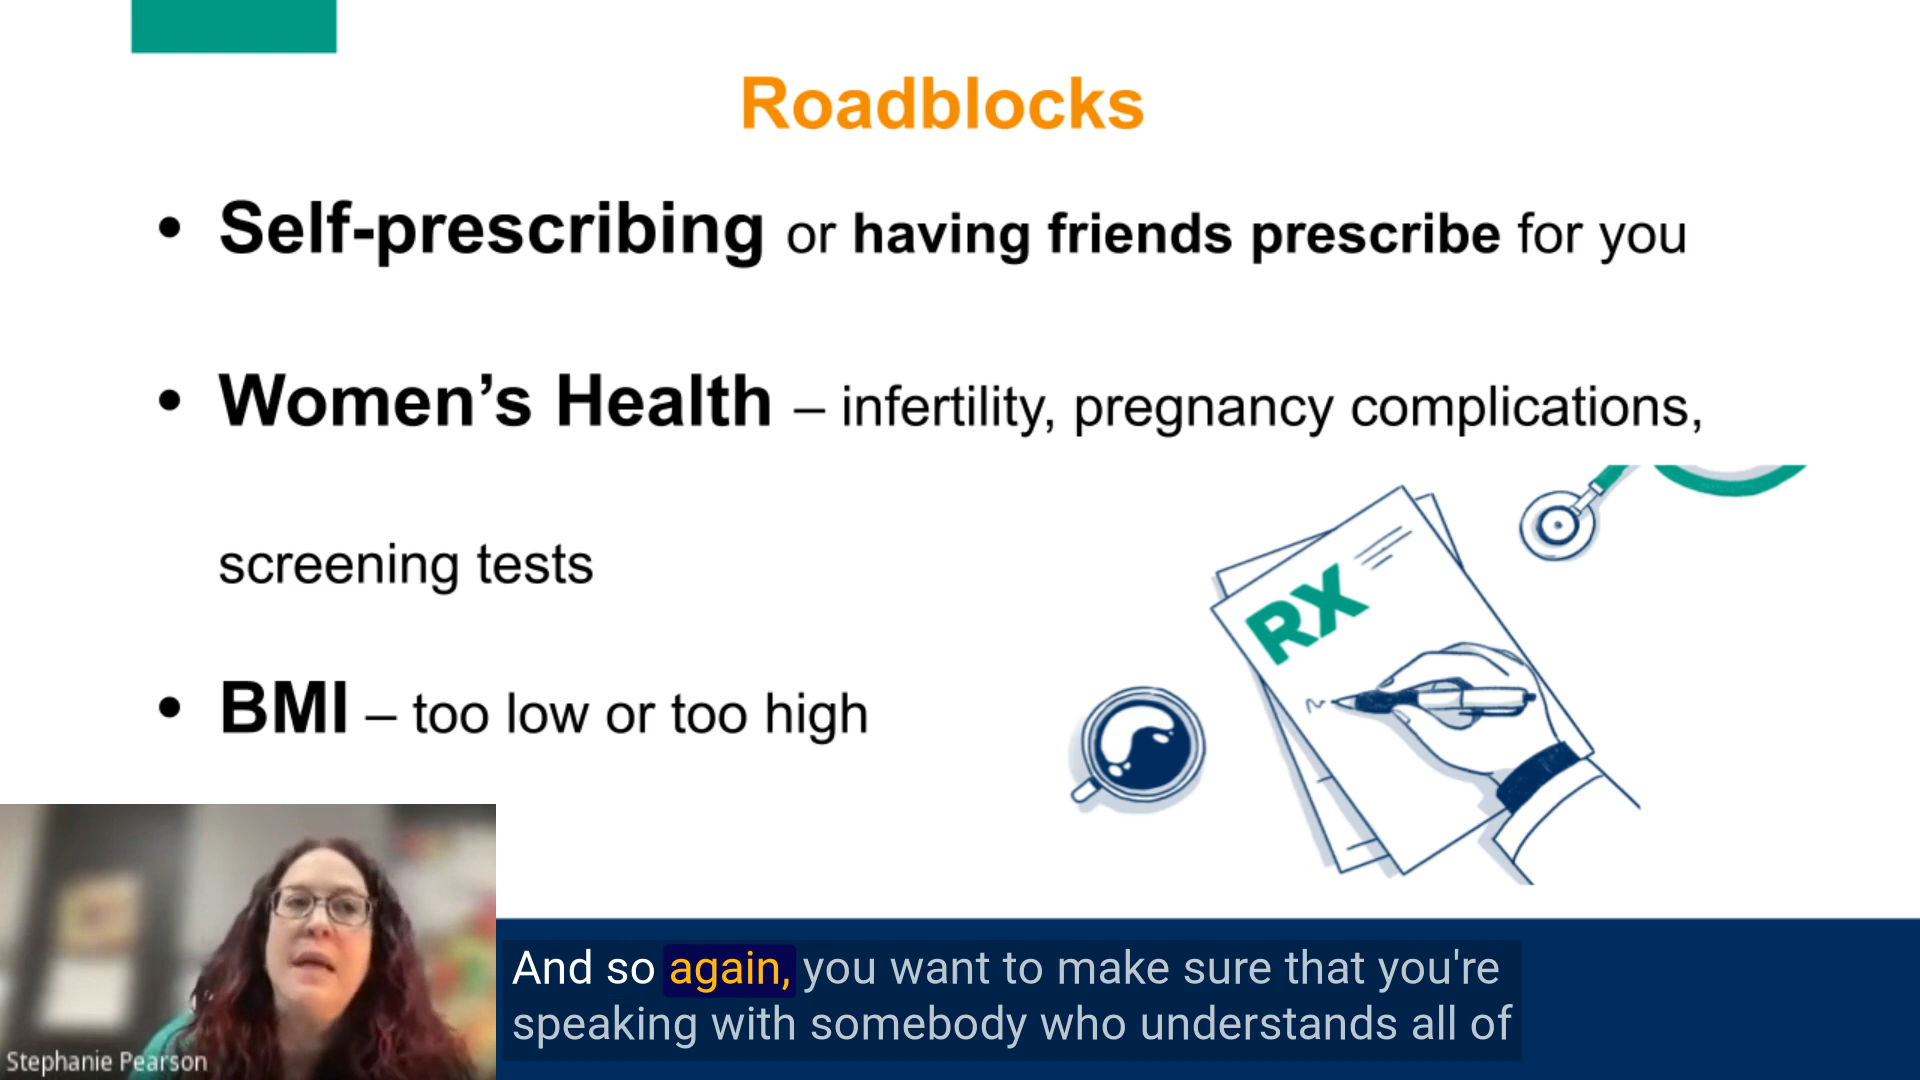 Roadblocks
• Self-prescribing or having friends prescribe for you
• Women’s Health – infertility, pregnancy complications,
screening tests
• BMI – too low or too high
RX
And so again, you want to make sure that you're
speaking with somebody who understands all of
Stephanie Pearson